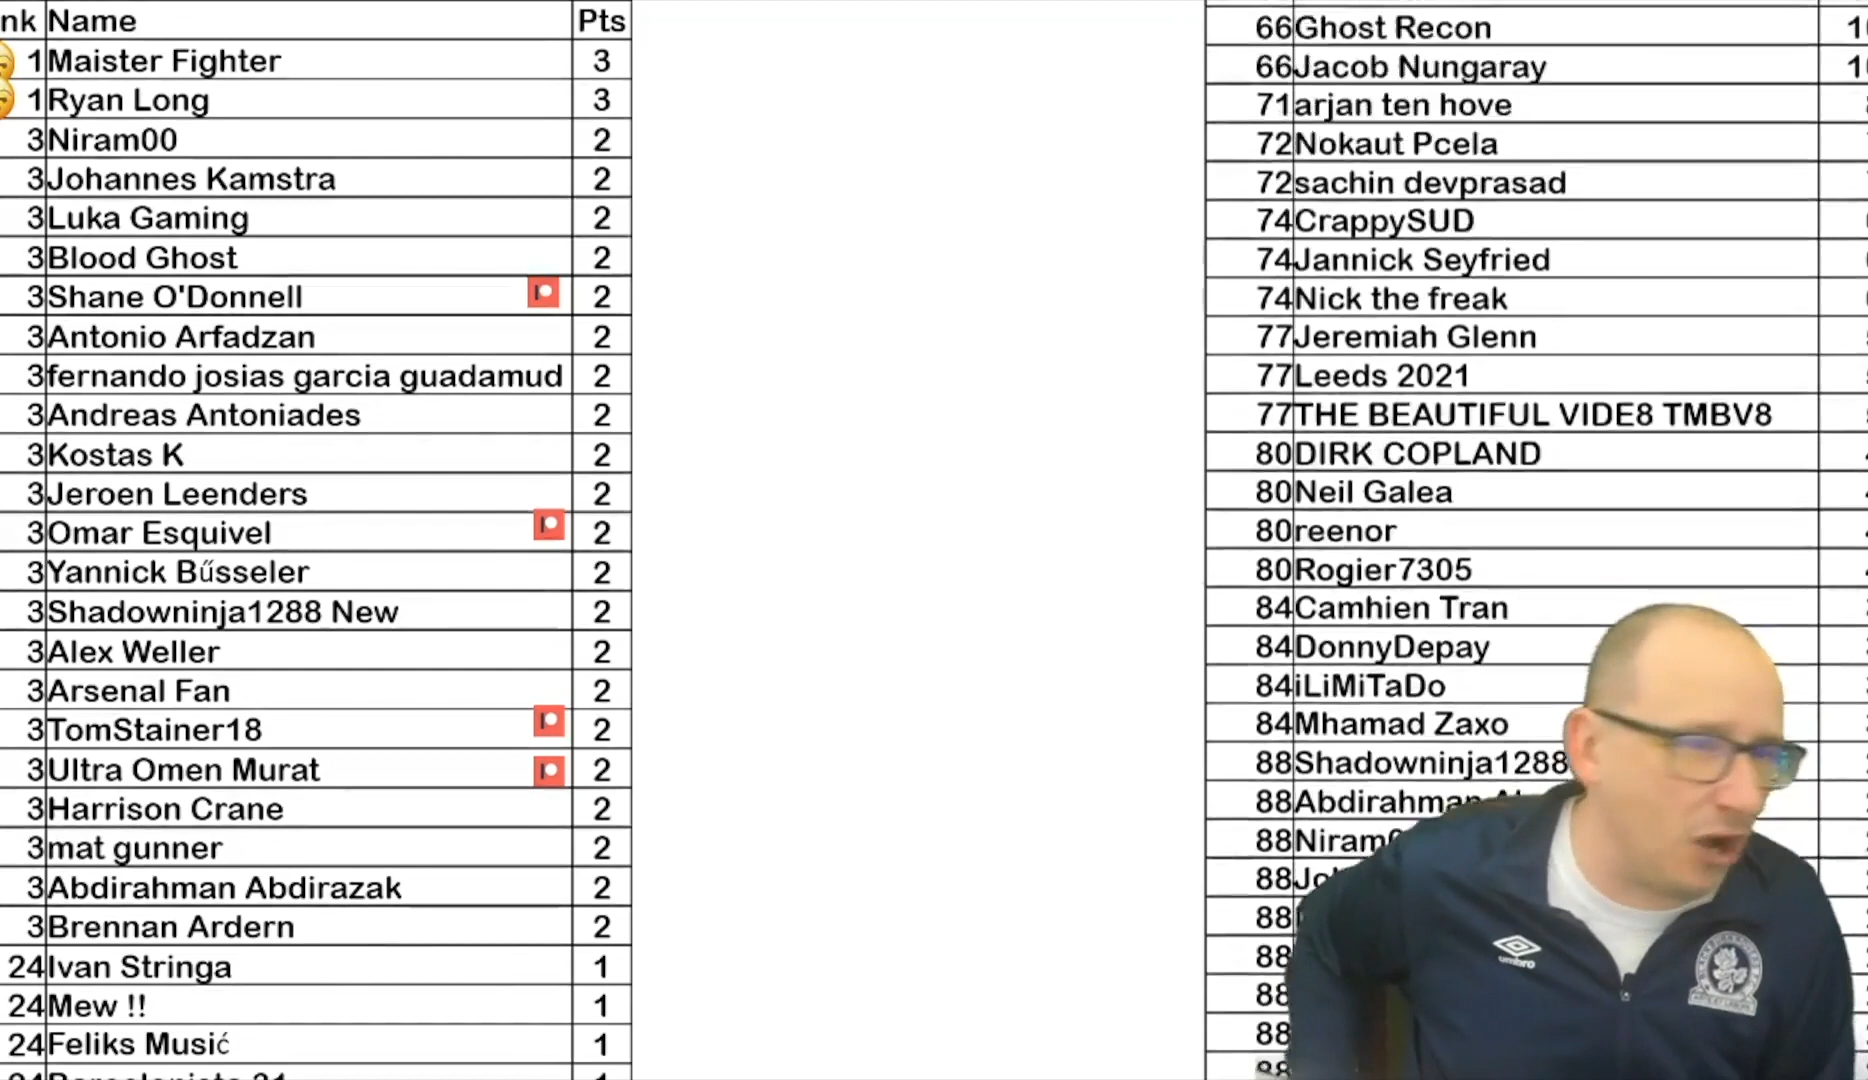 nk Name Pts
1 Maister Fighter 3
1 Ryan Long 3
3 Niram00 2
3 Johannes Kamstra 2
3 Luka Gaming 2
3 Blood Ghost 2
3 Shane O'Donnell 2
3 Antonio Arfadzan 2
3 fernando josias garcia guadamud 2
3 Andreas Antoniades 2
3 Kostas K 2
3 Jeroen Leenders 2
3 Omar Esquivel 2
3 Yannick Bűsseler 2
3 Shadowninja1288 New 2
3 Alex Weller 2
3 Arsenal Fan 2
3 TomStainer18 2
3 Ultra Omen Murat 2
3 Harrison Crane 2
3 mat gunner 2
3 Abdirahman Abdirazak 2
3 Brennan Ardern 2
24 Ivan Stringa 1
24 Mew !! 1
24 Feliks Musić 1
66 Ghost Recon
66 Jacob Nungaray
71 arjan ten hove
72 Nokaut Pcela
72 sachin devprasad
74 CrappySUD
74 Jannick Seyfried
74 Nick the freak
77 Jeremiah Glenn
77 Leeds 2021
77 THE BEAUTIFUL VIDE8 TMBV8
80 DIRK COPLAND
80 Neil Galea
80 reenor
80 Rogier7305
84 Camhien Tran
84 DonnyDepay
84 iLiMiTaDo
84 Mhamad Zaxo
88 Shadowninja1288
88 Abdirahman
88 Niram
88 Jo
88
88
88
88
88
umbro